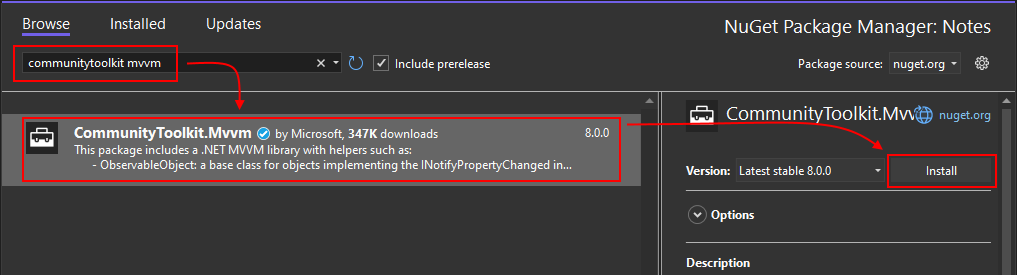 Browse Installed Updates NuGet Package Manager: Notes
communitytoolkit mvvm Include prerelease Package source: nuget.org
CommunityToolkit.Mvvm by Microsoft, 347K downloads 8.0.0
This package includes a .NET MVVM library with helpers such as:
- ObservableObject: a base class for objects implementing the INotifyPropertyChanged in...
CommunityToolkit.Mv nuget.org
Version: Latest stable 8.0.0 Install
Options
Description